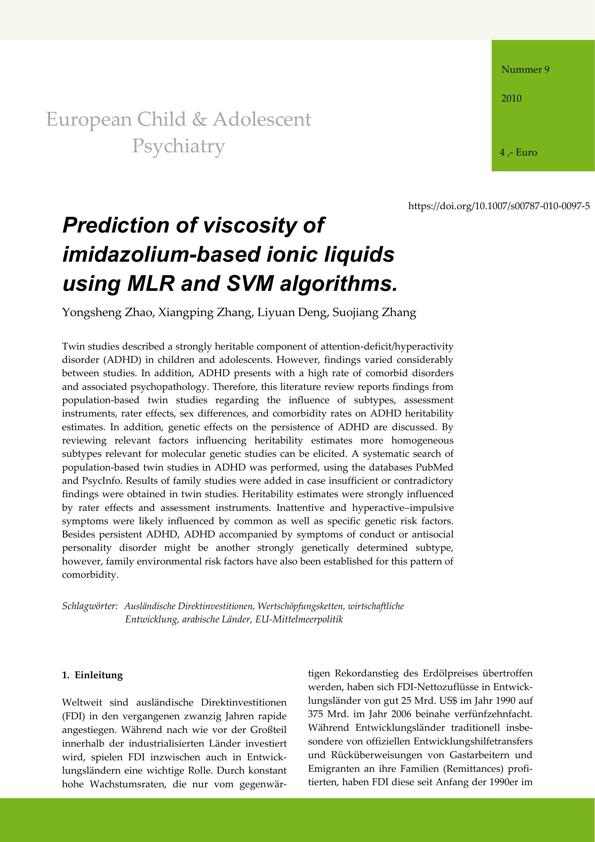 Nummer 9
2010
4 ,- Euro
European Child & Adolescent
Psychiatry
https://doi.org/10.1007/s00787-010-0097-5
Prediction of viscosity of
imidazolium-based ionic liquids
using MLR and SVM algorithms.
Yongsheng Zhao, Xiangping Zhang, Liyuan Deng, Suojiang Zhang
Twin studies described a strongly heritable component of attention-deficit/hyperactivity
disorder (ADHD) in children and adolescents. However, findings varied considerably
between studies. In addition, ADHD presents with a high rate of comorbid disorders
and associated psychopathology. Therefore, this literature review reports findings from
population-based twin studies regarding the influence of subtypes, assessment
instruments, rater effects, sex differences, and comorbidity rates on ADHD heritability
estimates. In addition, genetic effects on the persistence of ADHD are discussed. By
reviewing relevant factors influencing heritability estimates more homogeneous
subtypes relevant for molecular genetic studies can be elicited. A systematic search of
population-based twin studies in ADHD was performed, using the databases PubMed
and PsycInfo. Results of family studies were added in case insufficient or contradictory
findings were obtained in twin studies. Heritability estimates were strongly influenced
by rater effects and assessment instruments. Inattentive and hyperactive–impulsive
symptoms were likely influenced by common as well as specific genetic risk factors.
Besides persistent ADHD, ADHD accompanied by symptoms of conduct or antisocial
personality disorder might be another strongly genetically determined subtype,
however, family environmental risk factors have also been established for this pattern of
comorbidity.
Schlagwörter: Ausländische Direktinvestitionen, Wertschöpfungsketten, wirtschaftliche
Entwicklung, arabische Länder, EU-Mittelmeerpolitik
1. Einleitung
Weltweit sind ausländische Direktinvestitionen
(FDI) in den vergangenen zwanzig Jahren rapide
angestiegen. Während nach wie vor der Großteil
innerhalb der industrialisierten Länder investiert
wird, spielen FDI inzwischen auch in Entwick-
lungsländern eine wichtige Rolle. Durch konstant
hohe Wachstumsraten, die nur vom gegenwär-
tigen Rekordanstieg des Erdölpreises übertroffen
werden, haben sich FDI-Nettozuflüsse in Entwick-
lungsländer von gut 25 Mrd. US$ im Jahr 1990 auf
375 Mrd. im Jahr 2006 beinahe verfünfzehnfacht.
Während Entwicklungsländer traditionell insbe-
sondere von offiziellen Entwicklungshilfetransfers
und Rücküberweisungen von Gastarbeitern und
Emigranten an ihre Familien (Remittances) profi-
tierten, haben FDI diese seit Anfang der 1990er im